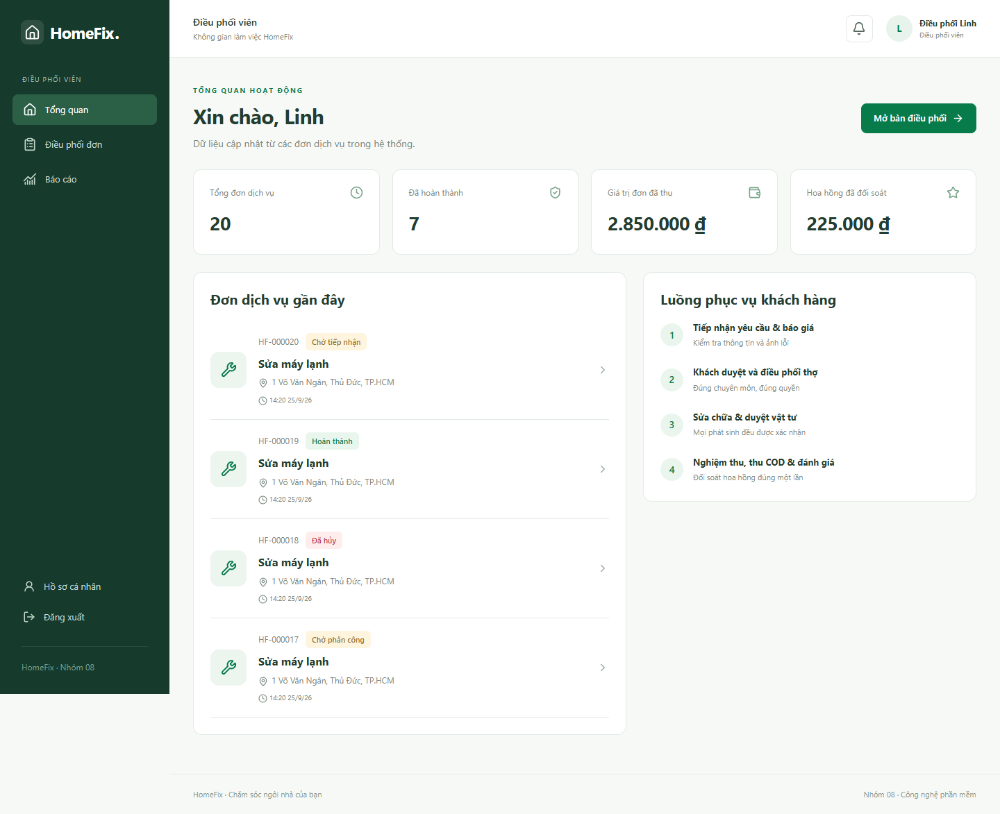 HomeFix.
ĐIỀU PHỐI VIÊN
Tổng quan
Điều phối đơn
Báo cáo
Hồ sơ cá nhân
Đăng xuất
HomeFix · Nhóm 08
Điều phối viên
Không gian làm việc HomeFix
L
Điều phối Linh
Điều phối viên
TỔNG QUAN HOẠT ĐỘNG
Xin chào, Linh
Dữ liệu cập nhật từ các đơn dịch vụ trong hệ thống.
Mở bàn điều phối
Tổng đơn dịch vụ
20
Đã hoàn thành
7
Giá trị đơn đã thu
2.850.000 ₫
Hoa hồng đã đối soát
225.000 ₫
Đơn dịch vụ gần đây
HF-000020 Chờ tiếp nhận
Sửa máy lạnh
1 Võ Văn Ngân, Thủ Đức, TP.HCM
14:20 25/9/26
HF-000019 Hoàn thành
Sửa máy lạnh
1 Võ Văn Ngân, Thủ Đức, TP.HCM
14:20 25/9/26
HF-000018 Đã hủy
Sửa máy lạnh
1 Võ Văn Ngân, Thủ Đức, TP.HCM
14:20 25/9/26
HF-000017 Chờ phân công
Sửa máy lạnh
1 Võ Văn Ngân, Thủ Đức, TP.HCM
14:20 25/9/26
Luồng phục vụ khách hàng
1
Tiếp nhận yêu cầu & báo giá
Kiểm tra thông tin và ảnh lỗi
2
Khách duyệt và điều phối thợ
Đúng chuyên môn, đúng quyền
3
Sửa chữa & duyệt vật tư
Mọi phát sinh đều được xác nhận
4
Nghiệm thu, thu COD & đánh giá
Đối soát hoa hồng đúng một lần
HomeFix · Chăm sóc ngôi nhà của bạn
Nhóm 08 · Công nghệ phần mềm